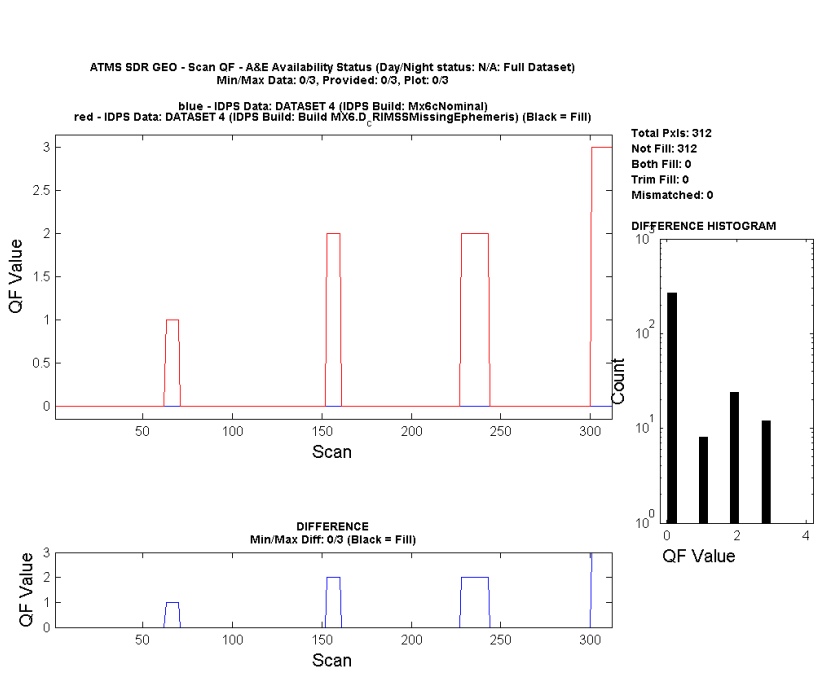 ATMS SDR GEO - Scan QF - A&E Availability Status (Day/Night status: N/A: Full Dataset)
Min/Max Data: 0/3, Provided: 0/3, Plot: 0/3
blue - IDPS Data: DATASET 4 (IDPS Build: Mx6cNominal)
red - IDPS Data: DATASET 4 (IDPS Build: Build MX6.DcRIMSSMissingEphemeris) (Black = Fill)
3
2.5
2
1.5
1
0.5
0
QF Value
50 100 150 200 250 300
Scan
Total Pxls: 312
Not Fill: 312
Both Fill: 0
Trim Fill: 0
Mismatched: 0
DIFFERENCE HISTOGRAM
10^3
10^2
10^1
10^0
Count
0 2 4
QF Value
DIFFERENCE
Min/Max Diff: 0/3 (Black = Fill)
3
2
1
0
QF Value
50 100 150 200 250 300
Scan